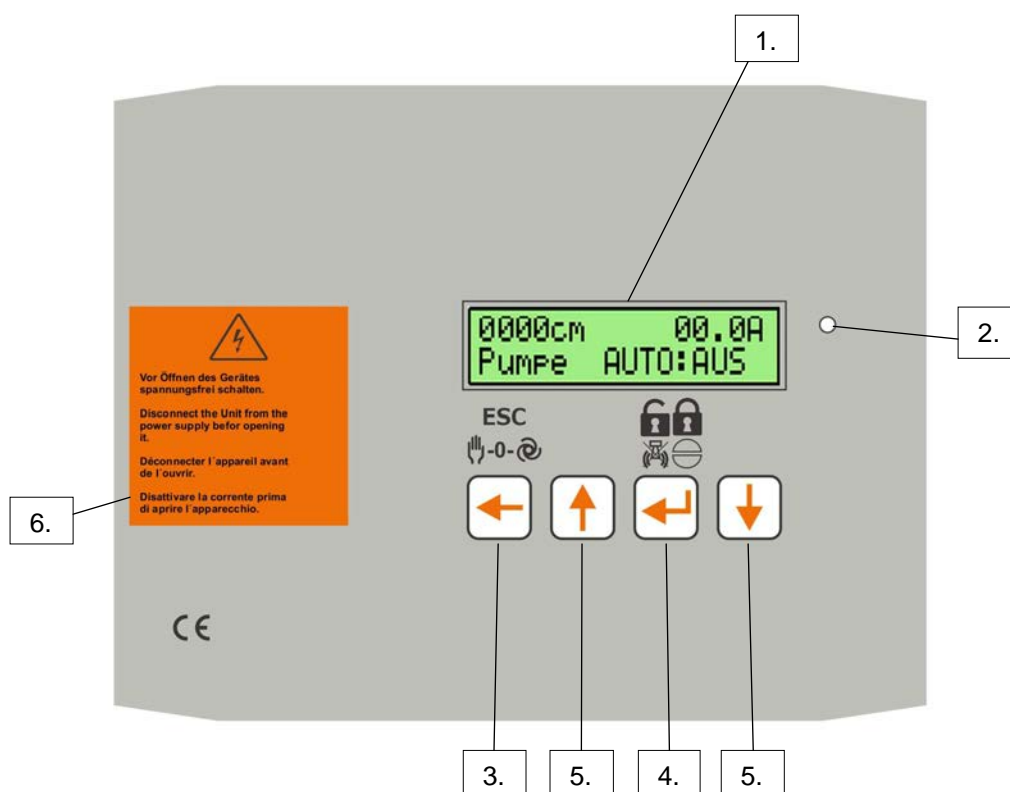 1.
0000cm 00.0A
Pumpe AUTO:AUS
2.
ESC
-0-
Vor Öffnen des Gerätes
spannungsfrei schalten.
Disconnect the Unit from the
power supply befor opening
it.
Déconnecter l´appareil avant
de l´ouvrir.
Disattivare la corrente prima
di aprire l´apparecchio.
6.
CE
3. 5. 4. 5.